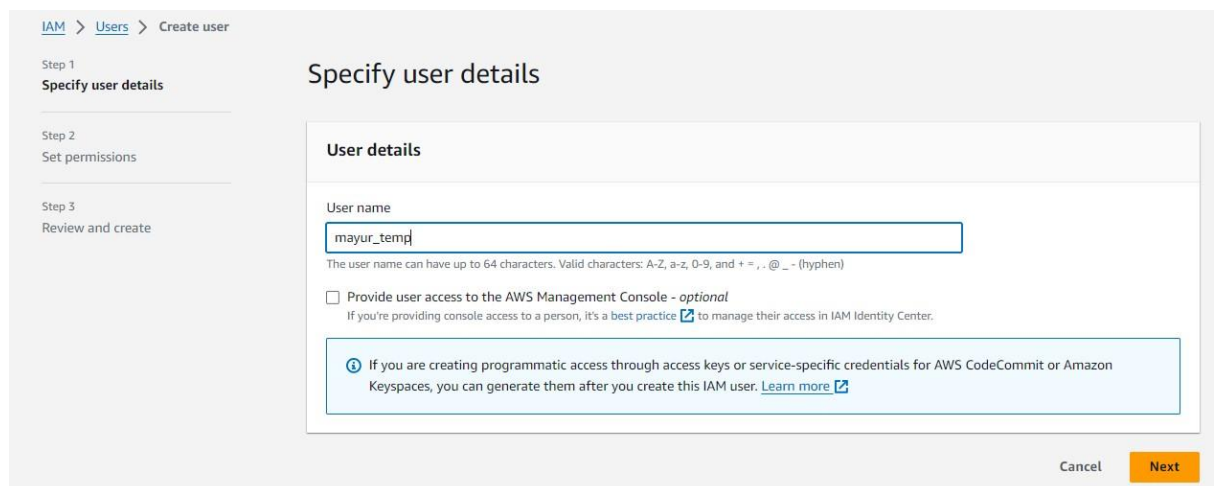 IAM > Users > Create user
Step 1
Specify user details
Step 2
Set permissions
Step 3
Review and create
Specify user details
User details
User name
mayur_temp
The user name can have up to 64 characters. Valid characters: A-Z, a-z, 0-9, and + = , . @ _ - (hyphen)
Provide user access to the AWS Management Console - optional
If you're providing console access to a person, it's a best practice to manage their access in IAM Identity Center.
If you are creating programmatic access through access keys or service-specific credentials for AWS CodeCommit or Amazon
Keyspaces, you can generate them after you create this IAM user. Learn more
Cancel
Next